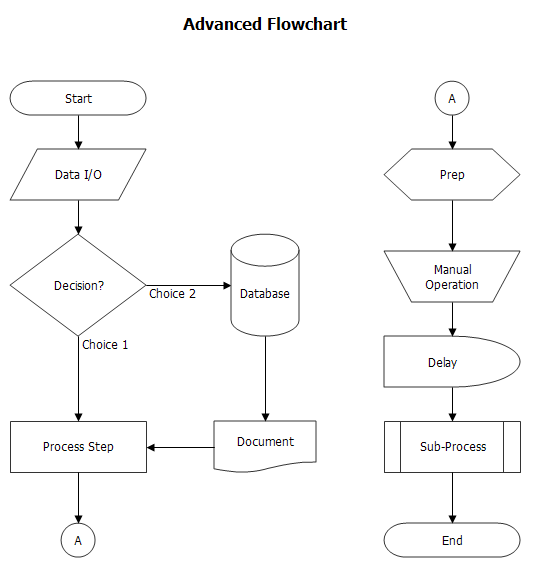 Advanced Flowchart
Start
Data I/O
Decision?
Choice 2
Database
Choice 1
Process Step
Document
A
A
Prep
Manual
Operation
Delay
Sub-Process
End